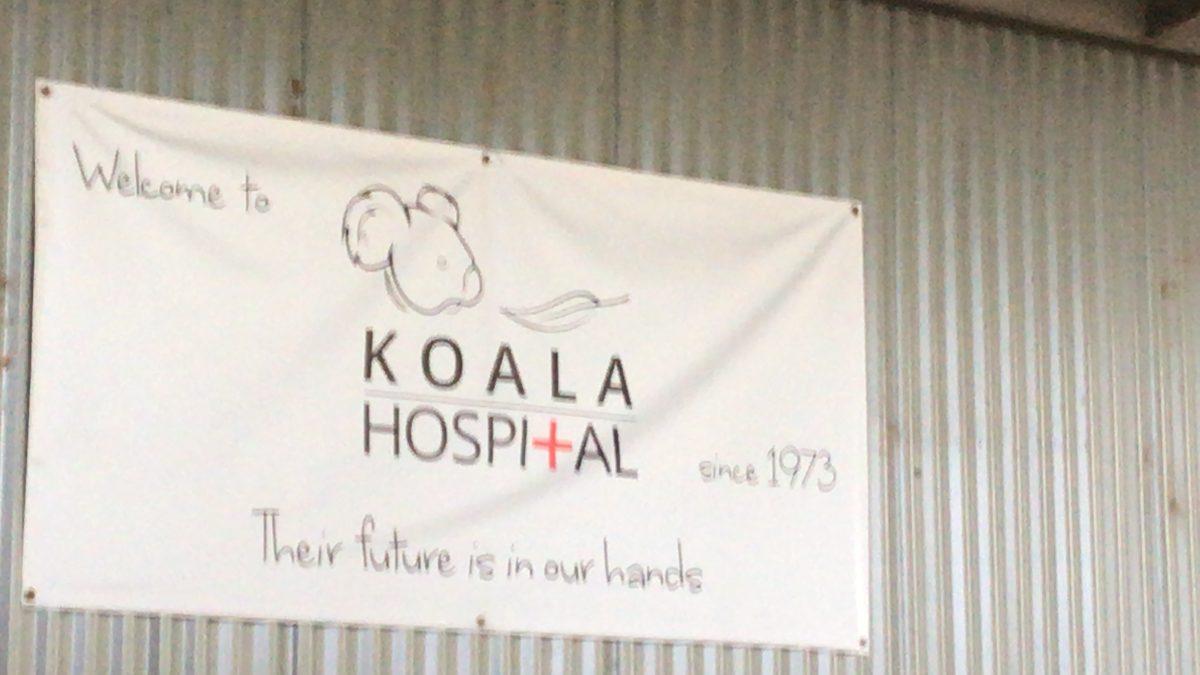 Welcome to
KOALA
HOSPITAL
since 1973
Their future is in our hands